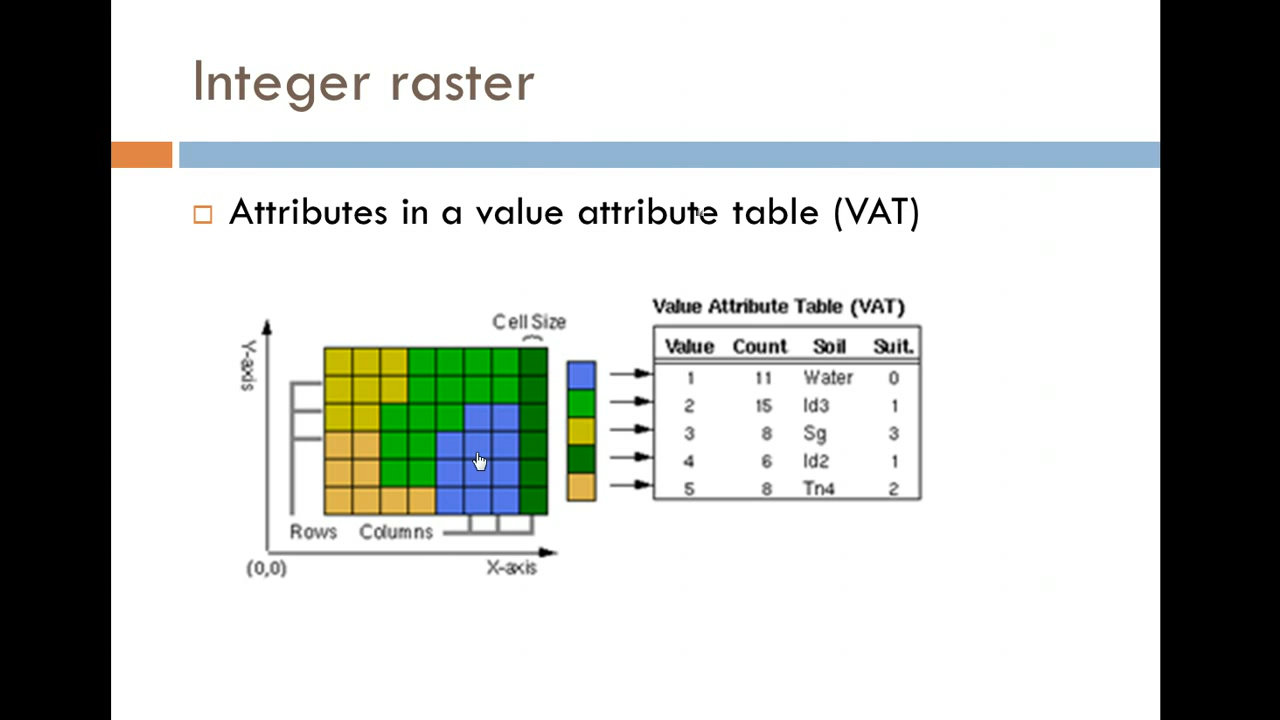 Integer raster
Attributes in a value attribute table (VAT)
Cell Size
Y-axis
Rows Columns
(0,0) X-axis
Value Attribute Table (VAT)
Value Count Soil Suit.
1 11 Water 0
2 15 Id3 1
3 8 Sg 3
4 6 Id2 1
5 8 Tn4 2